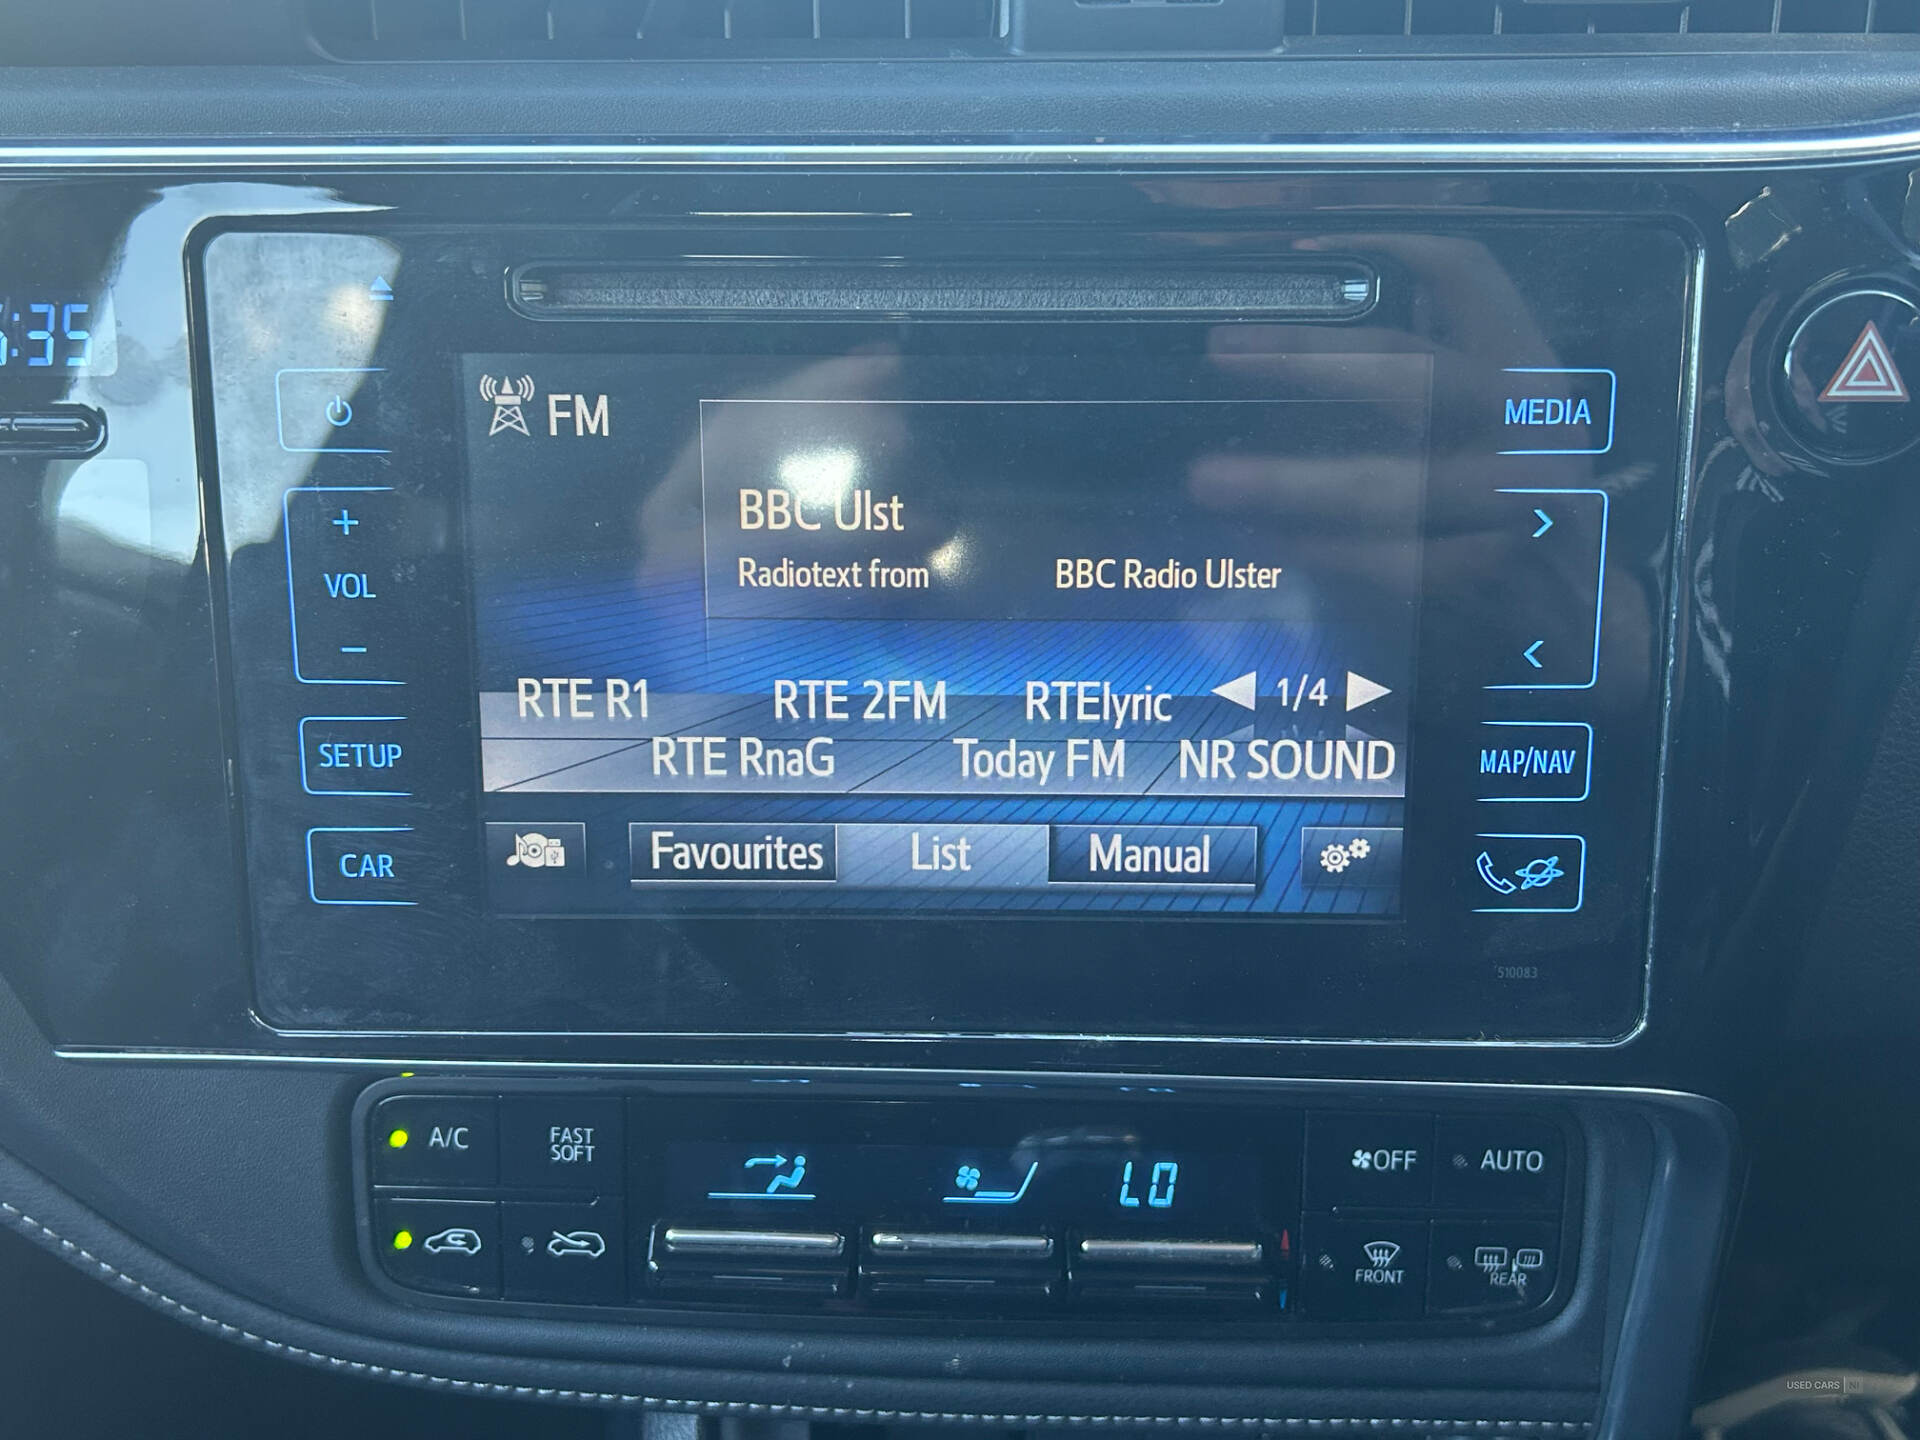 :35
FM
MEDIA
BBC Ulst
+
VOL
−
Radiotext from BBC Radio Ulster
RTE R1 RTE 2FM RTElyric 1/4
SETUP
RTE RnaG Today FM NR SOUND
MAP/NAV
CAR
Favourites List Manual
510083
A/C
FAST
SOFT
LO
OFF
AUTO
FRONT
REAR
USED CARS NI